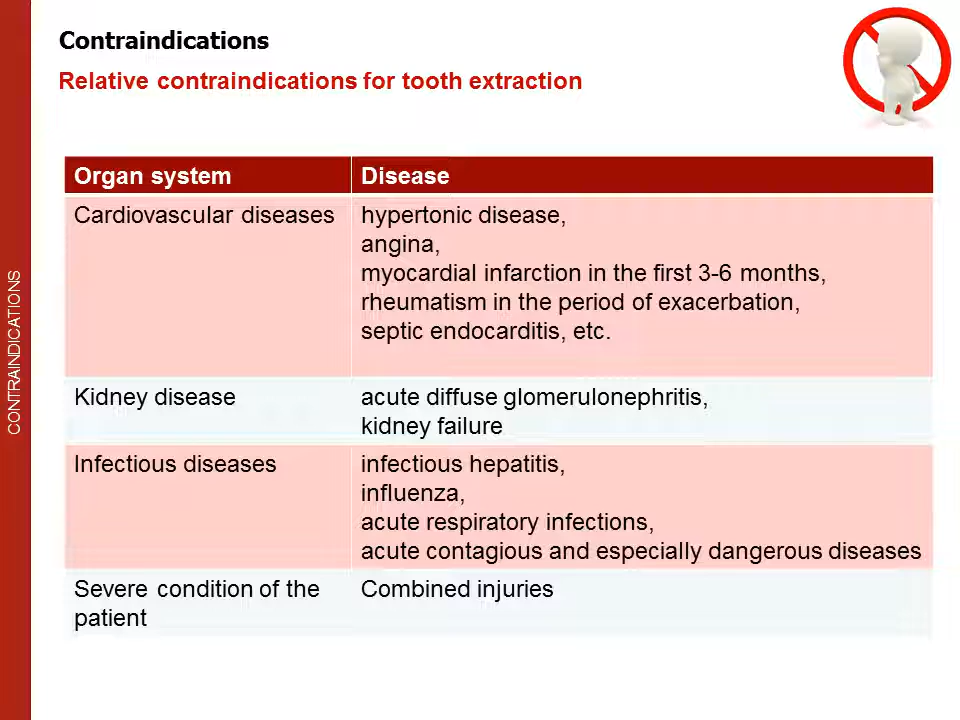 Contraindications
Relative contraindications for tooth extraction
CONTRAINDICATIONS
Organ system
Disease
Cardiovascular diseases
hypertonic disease,
angina,
myocardial infarction in the first 3-6 months,
rheumatism in the period of exacerbation,
septic endocarditis, etc.
Kidney disease
acute diffuse glomerulonephritis,
kidney failure
Infectious diseases
infectious hepatitis,
influenza,
acute respiratory infections,
acute contagious and especially dangerous diseases
Severe condition of the
patient
Combined injuries